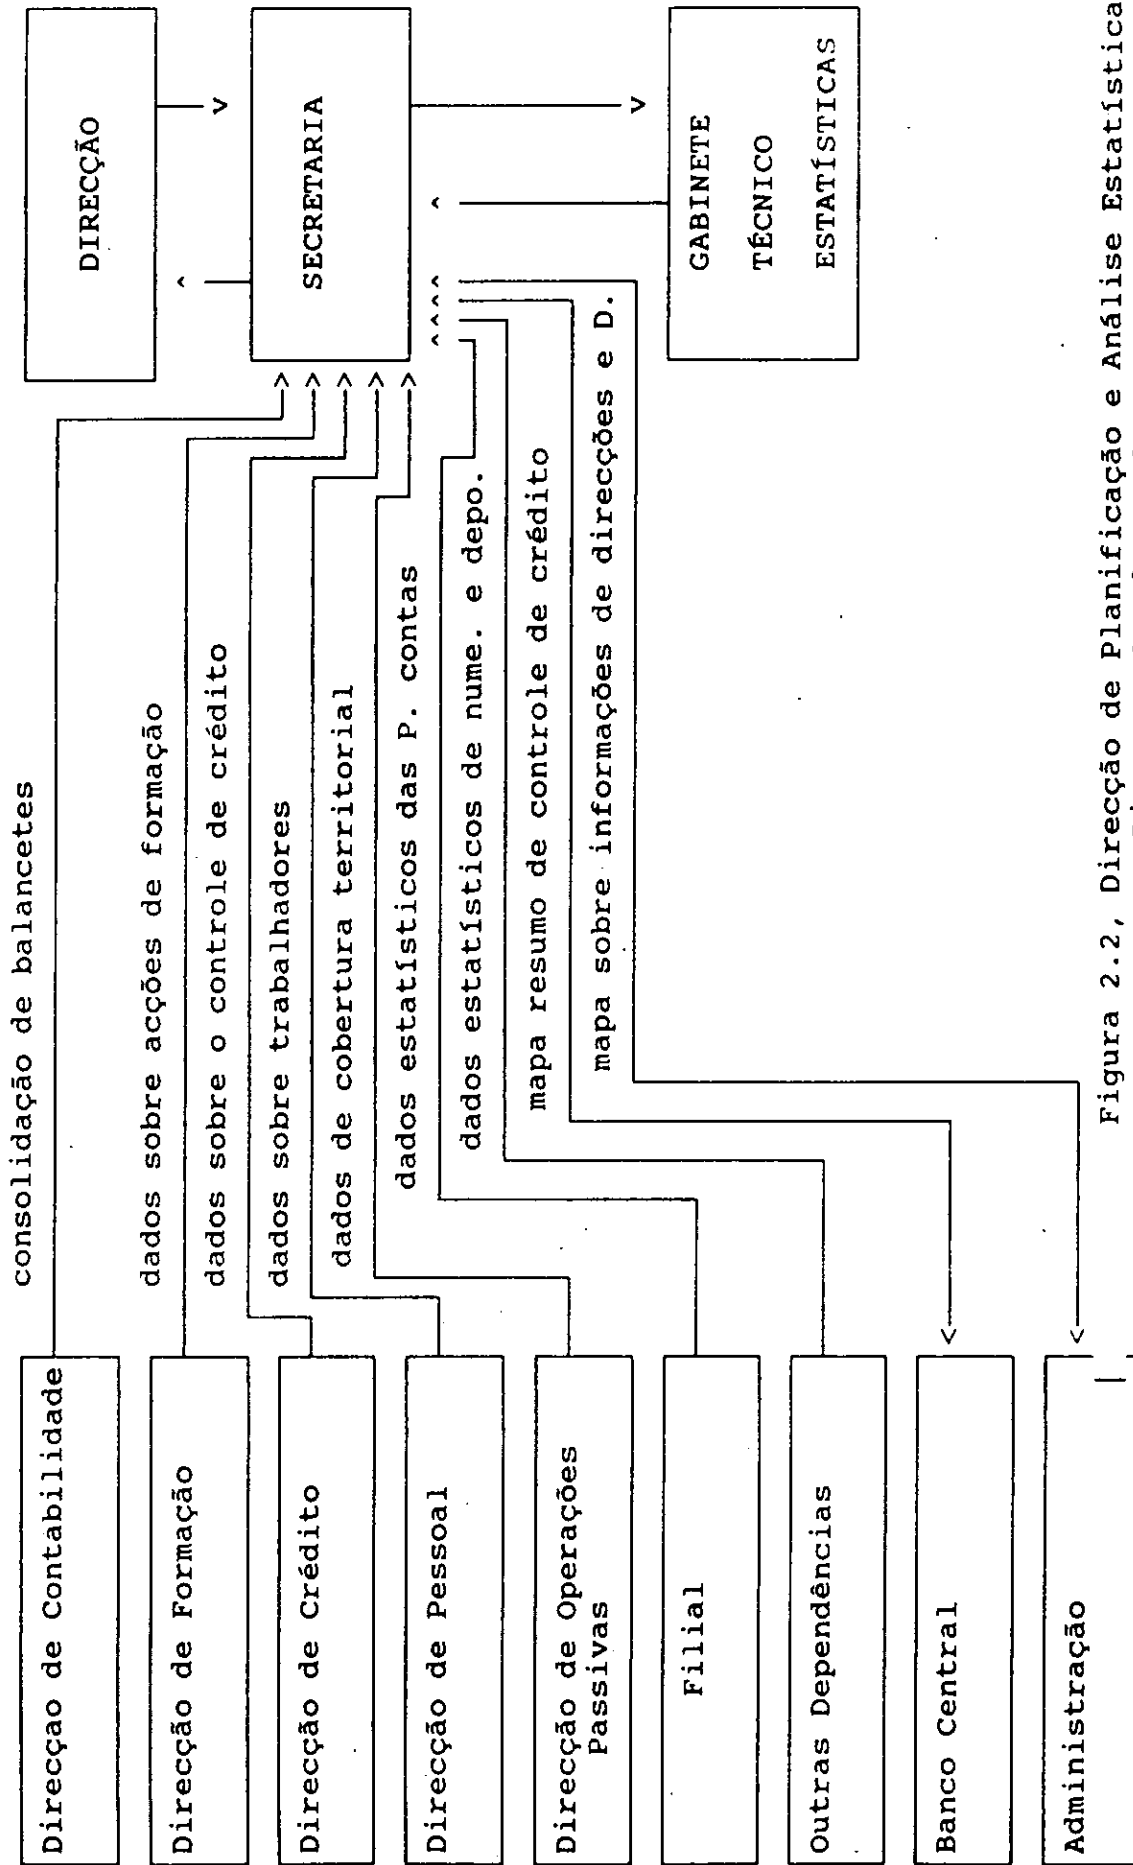 consolidação de balancetes
Direcçao de Contabilidade
DIRECÇÃO
dados sobre acções de formação
Direcção de Formação
dados sobre o controle de crédito
SECRETARIA
dados sobre trabalhadores
Direcção de Crédito
dados de cobertura territorial
dados estatísticos das P. contas
Direcção de Pessoal
dados estatísticos de nume. e depo.
mapa resumo de controle de crédito
Direcção de Operações
Passivas
mapa sobre informações de direcções e D.
Filial
GABINETE
TÉCNICO
ESTATÍSTICAS
Outras Dependências
Banco Central
Administração
Figura 2.2, Direcção de Planificação e Análise Estatística